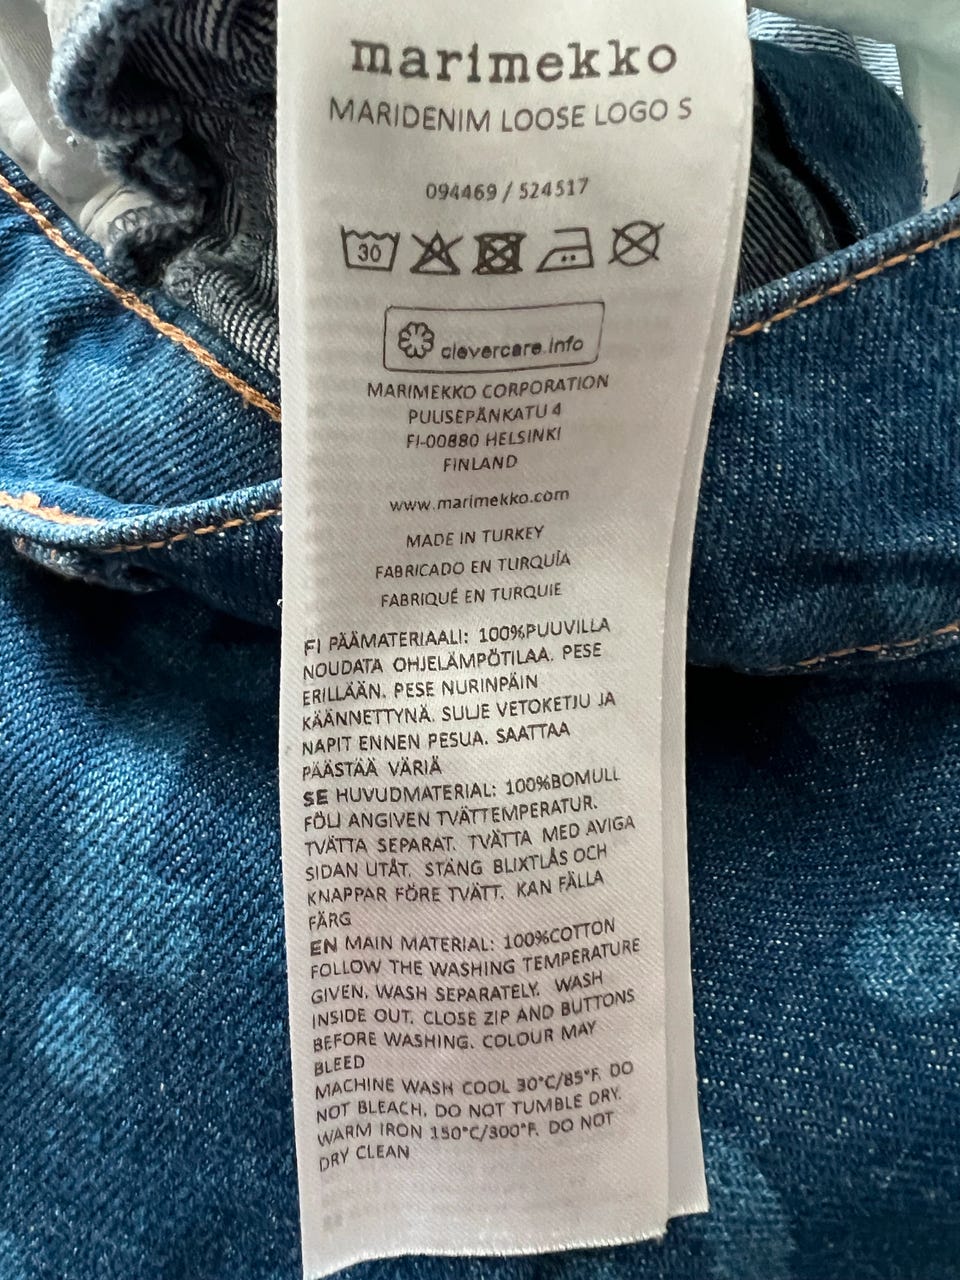 marimekko
MARIDENIM LOOSE LOGO S
094469 / 524517
30
clevercare.info
MARIMEKKO CORPORATION
PUUSEPÄNKATU 4
FI-00880 HELSINKI
FINLAND
www.marimekko.com
MADE IN TURKEY
FABRICADO EN TURQUÍA
FABRIQUÉ EN TURQUIE
FI PÄÄMATERIAALI: 100%PUUVILLA
NOUDATA OHJELÄMPÖTILAA. PESE
ERILLÄÄN. PESE NURINPÄIN
KÄÄNNETTYNÄ. SULJE VETOKETJU JA
NAPIT ENNEN PESUA. SAATTAA
PÄÄSTÄÄ VÄRIÄ
SE HUVUDMATERIAL: 100%BOMULL
FÖLJ ANGIVEN TVÄTTEMPERATUR.
TVÄTTA SEPARAT. TVÄTTA MED AVIGA
SIDAN UTÅT. STÄNG BLIXTLÅS OCH
KNAPPAR FÖRE TVÄTT. KAN FÄLLA
FÄRG
EN MAIN MATERIAL: 100%COTTON
FOLLOW THE WASHING TEMPERATURE
GIVEN. WASH SEPARATELY. WASH
INSIDE OUT. CLOSE ZIP AND BUTTONS
BEFORE WASHING. COLOUR MAY
BLEED
MACHINE WASH COOL 30°C/85°F. DO
NOT BLEACH. DO NOT TUMBLE DRY.
WARM IRON 150°C/300°F. DO NOT
DRY CLEAN